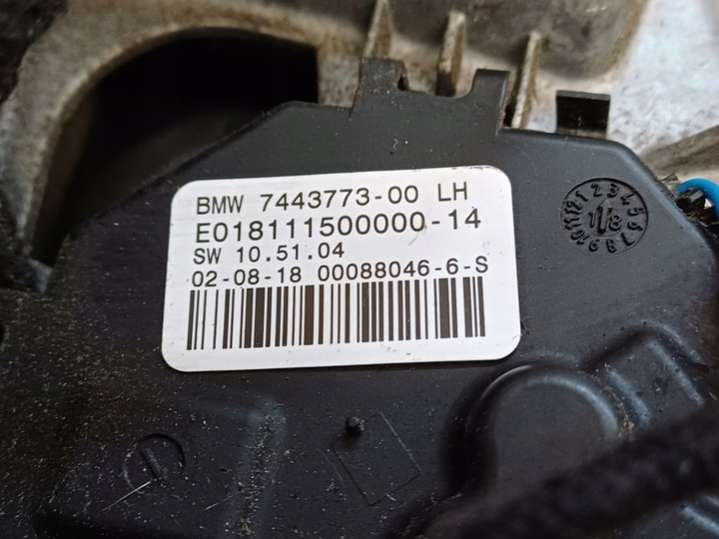 BMW 7443773-00 LH
E018111500000-14
SW 10.51.04
02-08-18 00088046-6-S